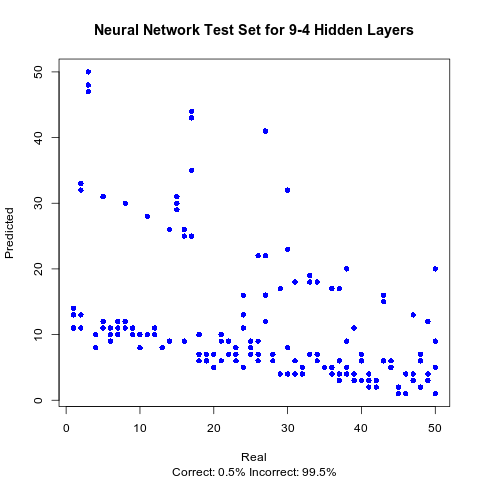 Neural Network Test Set for 9-4 Hidden Layers
Predicted
50
40
30
20
10
0
0 10 20 30 40 50
Real
Correct: 0.5% Incorrect: 99.5%